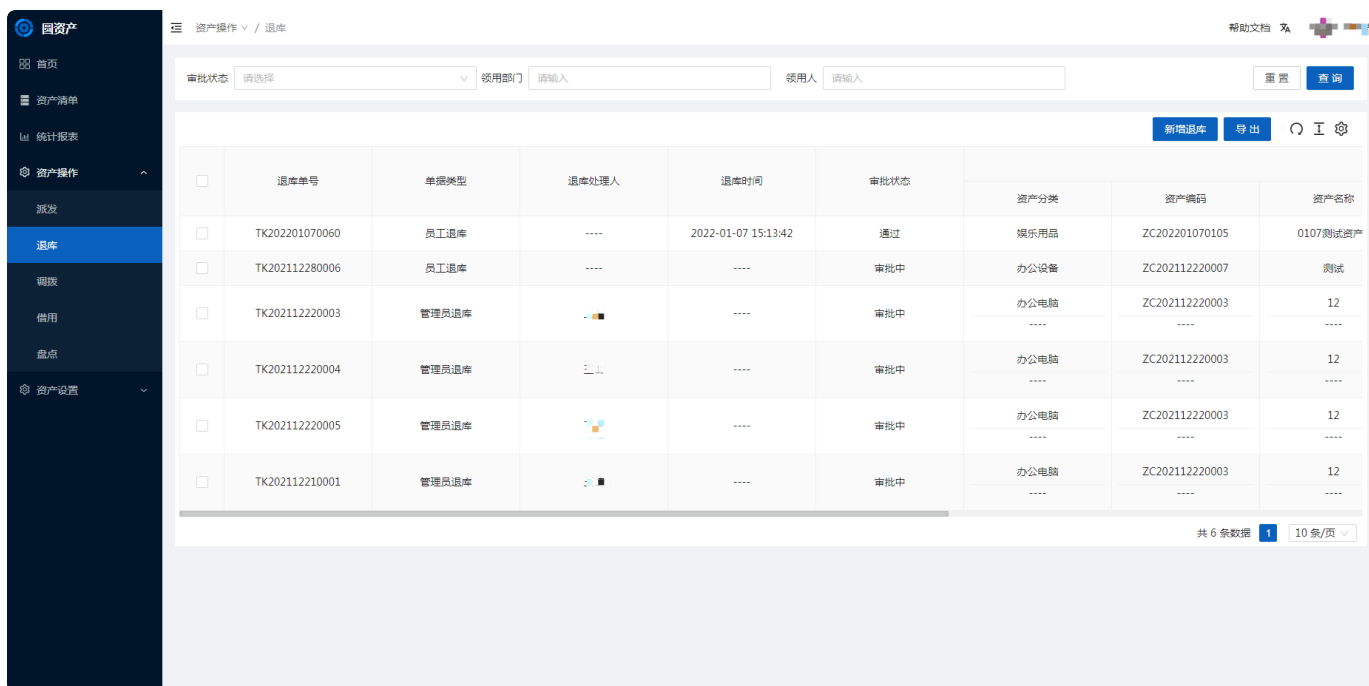 圆资产
资产操作 / 退库
帮助文档
首页
资产清单
统计报表
资产操作
派发
退库
调拨
借用
盘点
资产设置
审批状态 请选择 领用部门 请输入 领用人 请输入 重 置 查 询
新增退库 导 出
退库单号 单据类型 退库处理人 退库时间 审批状态
资产分类 资产编码 资产名称
TK202201070060 员工退库 ---- 2022-01-07 15:13:42 通过 娱乐用品 ZC202201070105 0107测试资产
TK202112280006 员工退库 ---- ---- 审批中 办公设备 ZC202112220007 测试
TK202112220003 管理员退库 ---- 审批中 办公电脑 ZC202112220003 12
---- ---- ----
TK202112220004 管理员退库 ---- 审批中 办公电脑 ZC202112220003 12
---- ---- ----
TK202112220005 管理员退库 ---- 审批中 办公电脑 ZC202112220003 12
---- ---- ----
TK202112210001 管理员退库 ---- 审批中 办公电脑 ZC202112220003 12
---- ---- ----
共 6 条数据 1 10 条/页